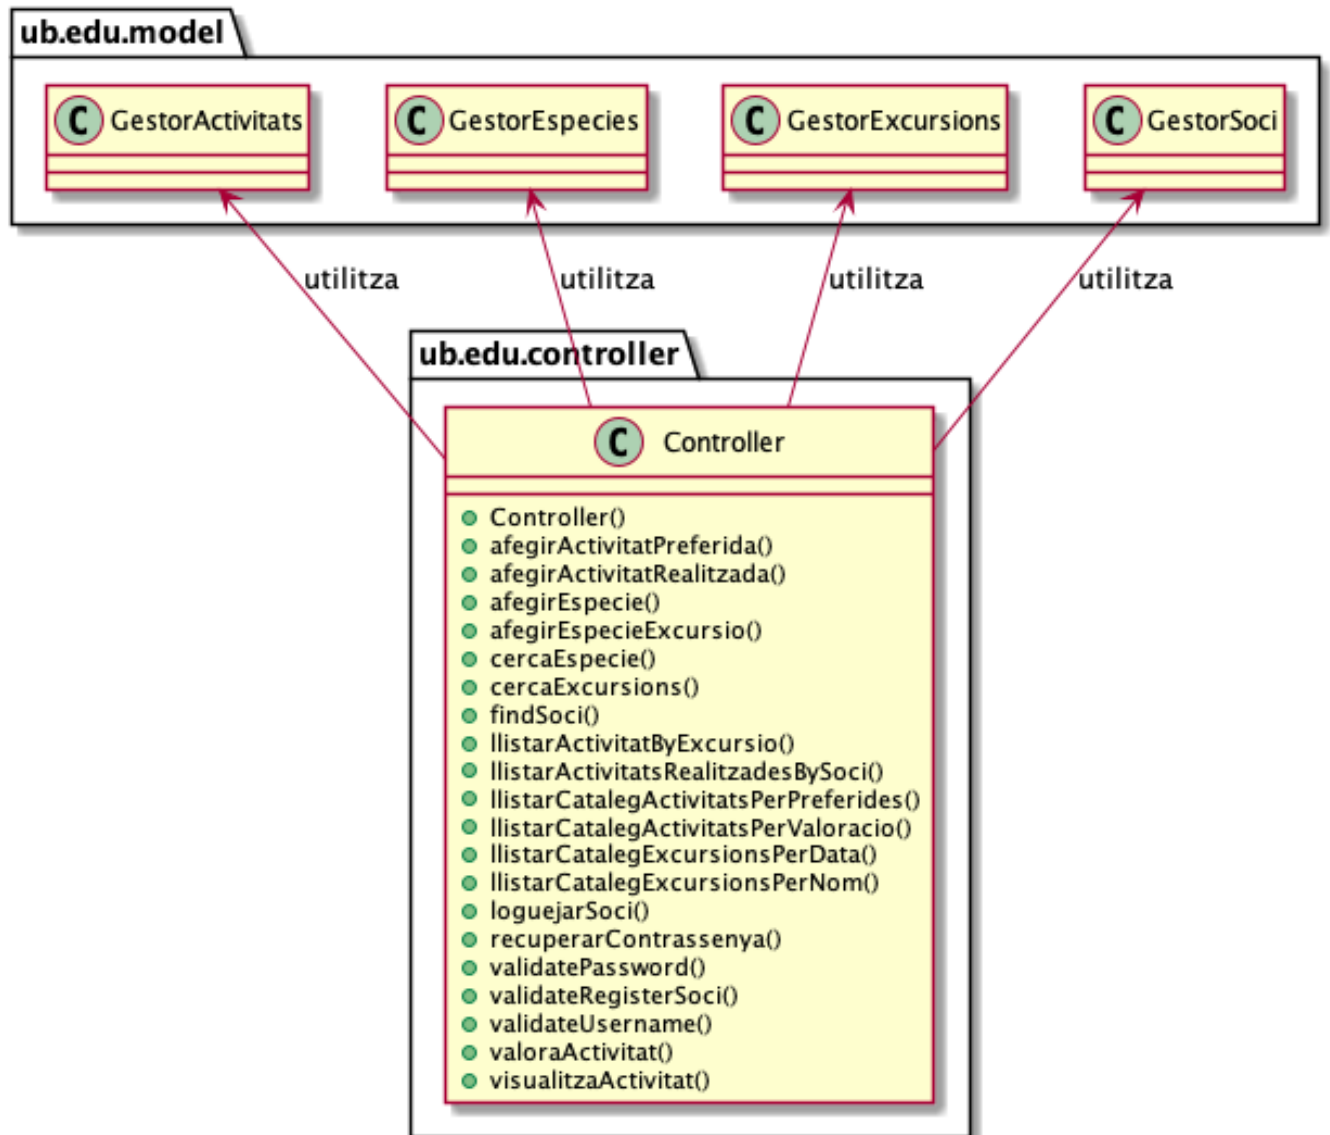 ub.edu.model
C GestorActivitats
C GestorEspecies
C GestorExcursions
C GestorSoci
utilitza
utilitza
utilitza
utilitza
ub.edu.controller
C Controller
Controller()
afegirActivitatPreferida()
afegirActivitatRealitzada()
afegirEspecie()
afegirEspecieExcursio()
cercaEspecie()
cercaExcursions()
findSoci()
llistarActivitatByExcursio()
llistarActivitatsRealitzadesBySoci()
llistarCatalegActivitatsPerPreferides()
llistarCatalegActivitatsPerValoracio()
llistarCatalegExcursionsPerData()
llistarCatalegExcursionsPerNom()
loguejarSoci()
recuperarContrassenya()
validatePassword()
validateRegisterSoci()
validateUsername()
valoraActivitat()
visualitzaActivitat()